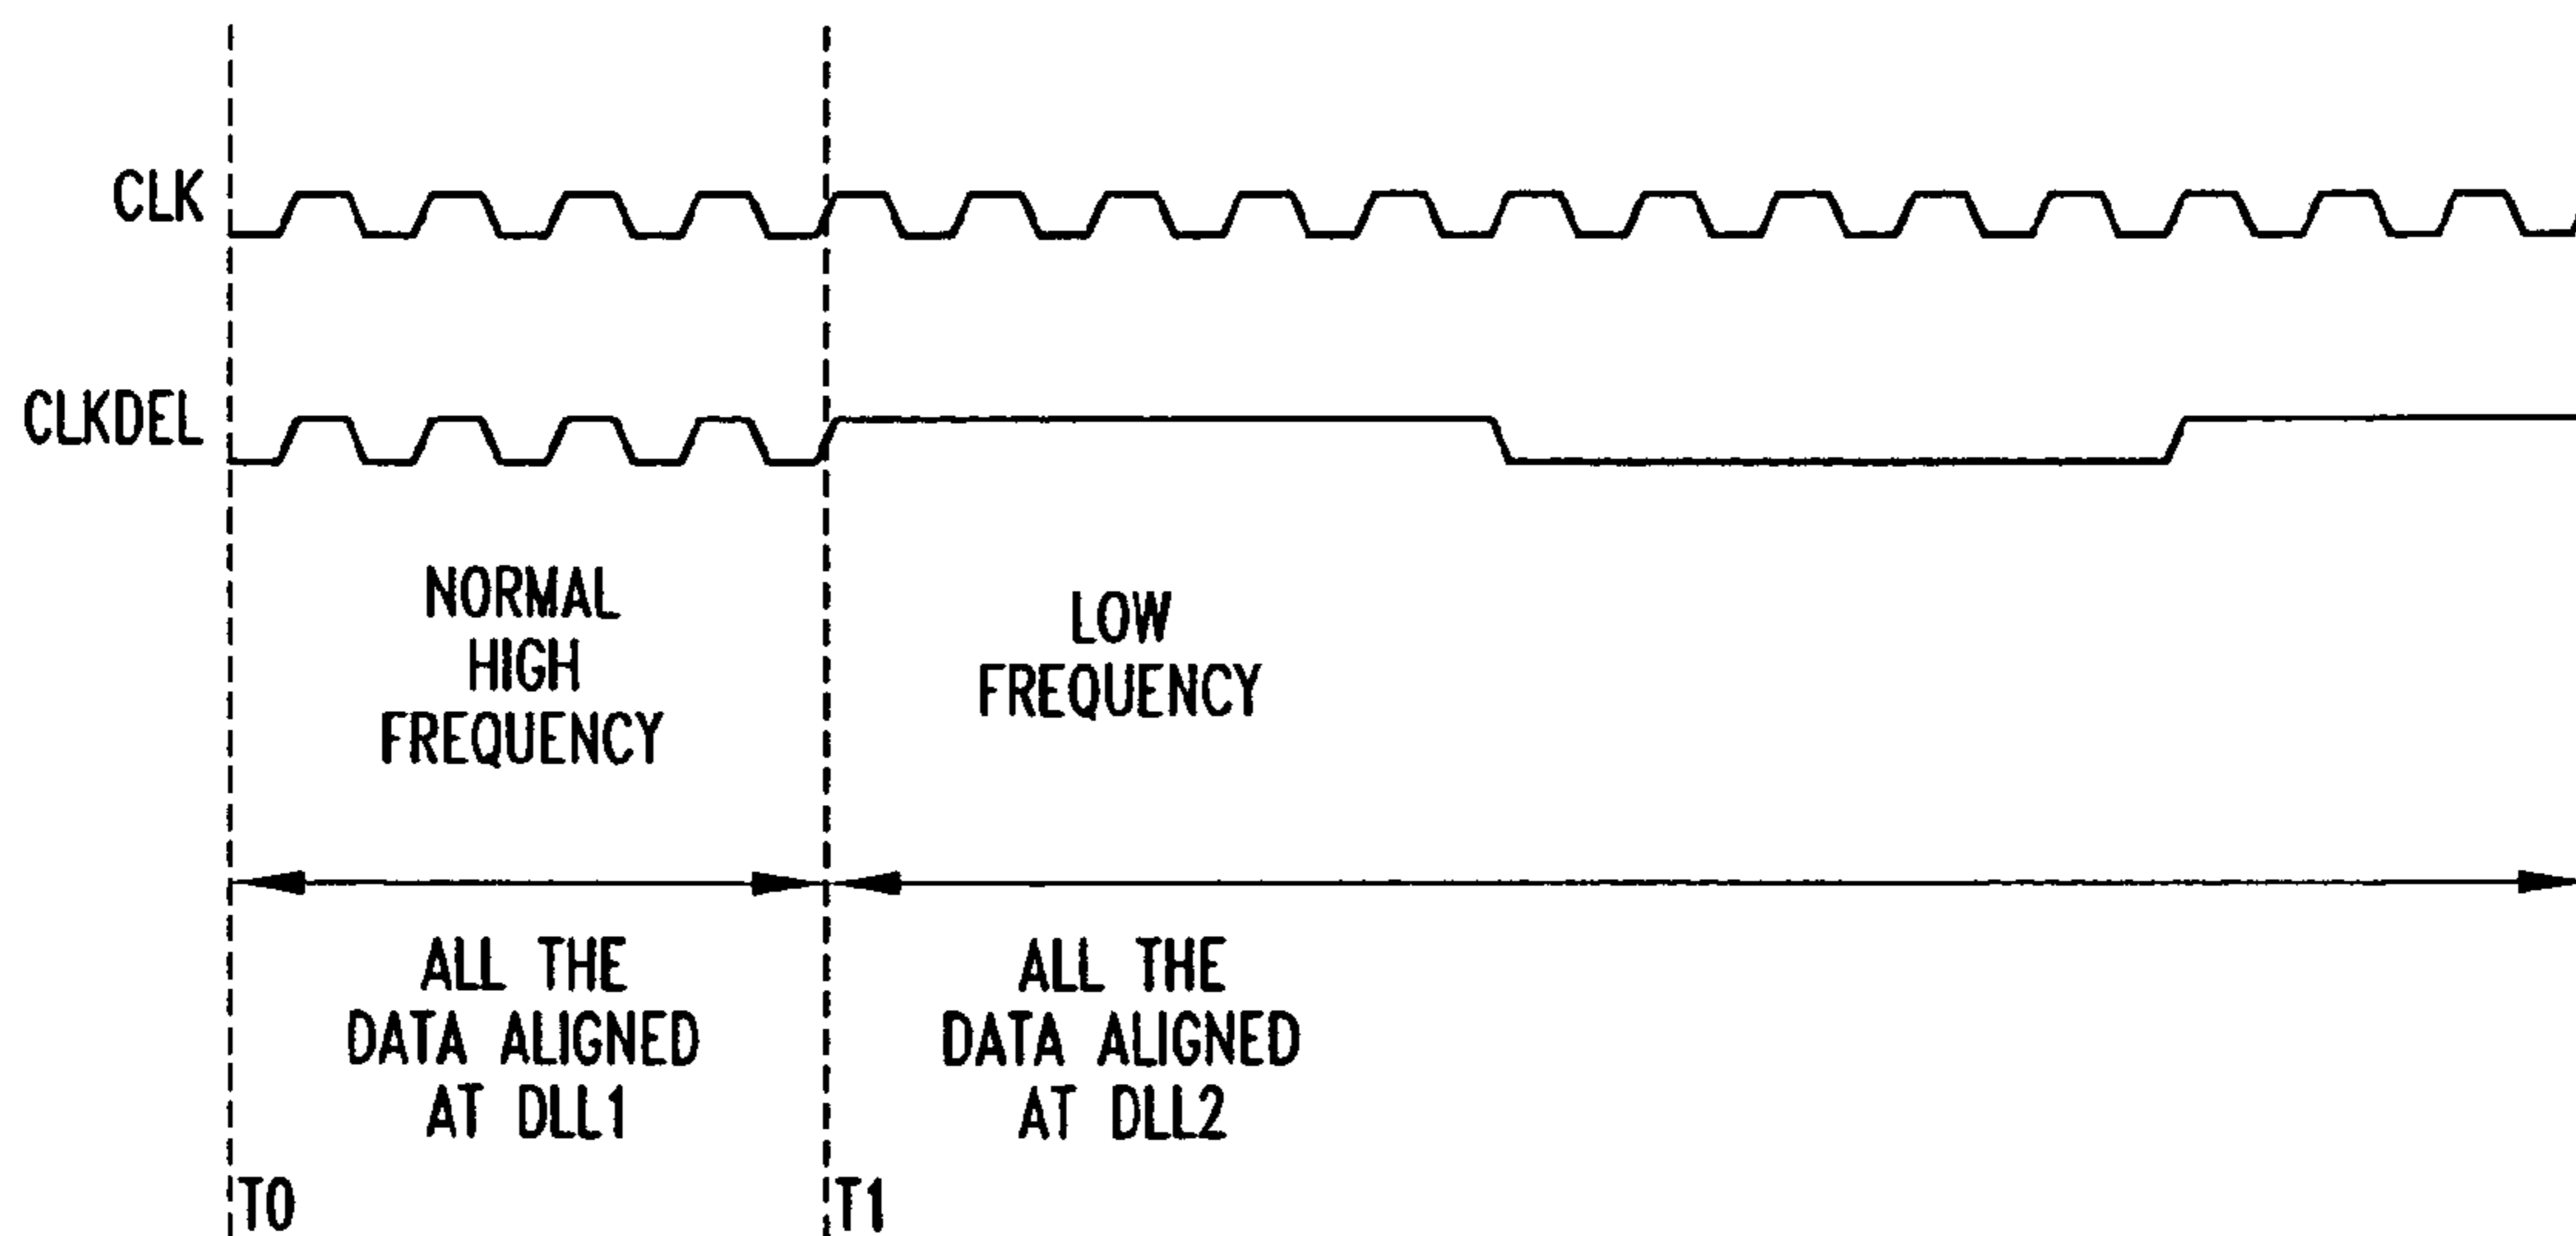 CLK
CLKDEL
NORMAL
HIGH
FREQUENCY
LOW
FREQUENCY
ALL THE
DATA ALIGNED
AT DLL1
ALL THE
DATA ALIGNED
AT DLL2
T0
T1